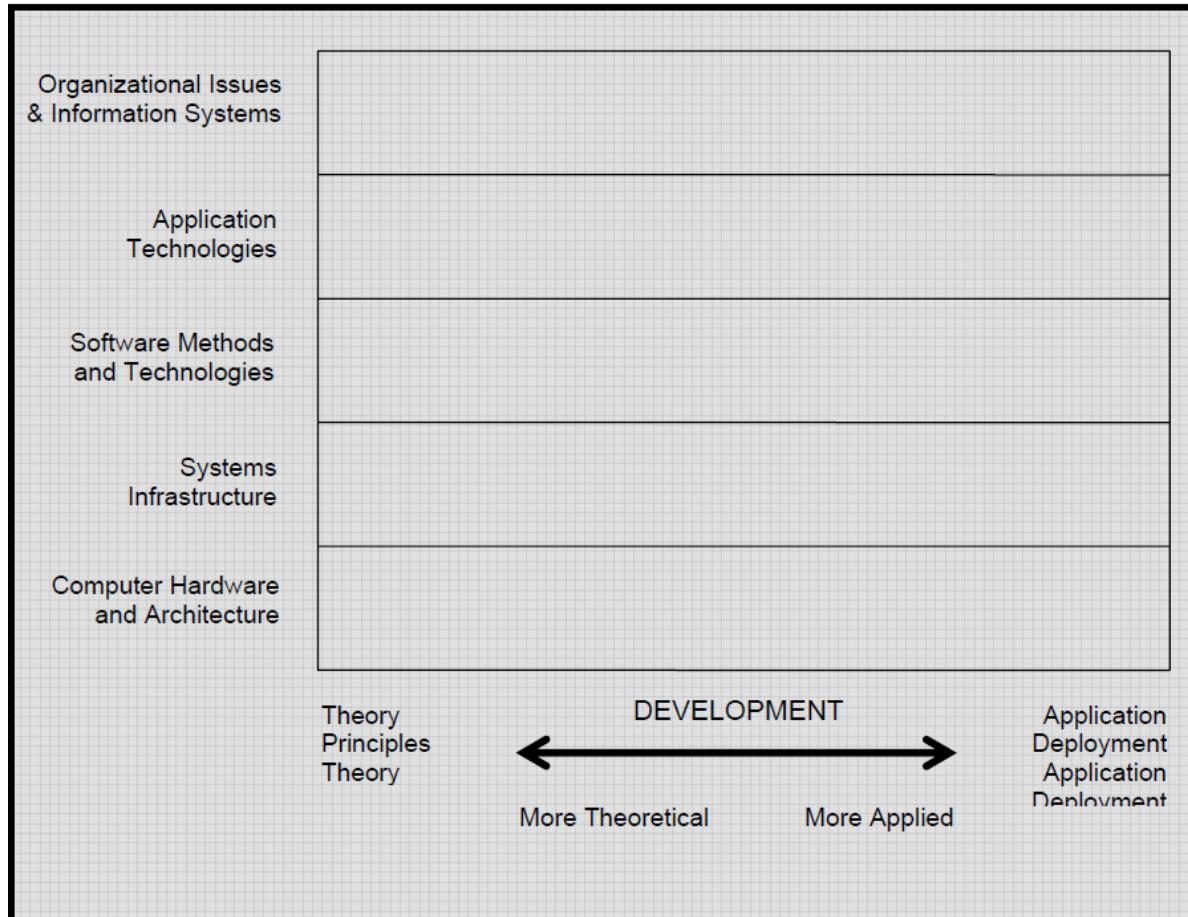 Organizational Issues
& Information Systems
Application
Technologies
Software Methods
and Technologies
Systems
Infrastructure
Computer Hardware
and Architecture
Theory
Principles
Theory
DEVELOPMENT
Application
Deployment
Application
Deployment
More Theoretical
More Applied